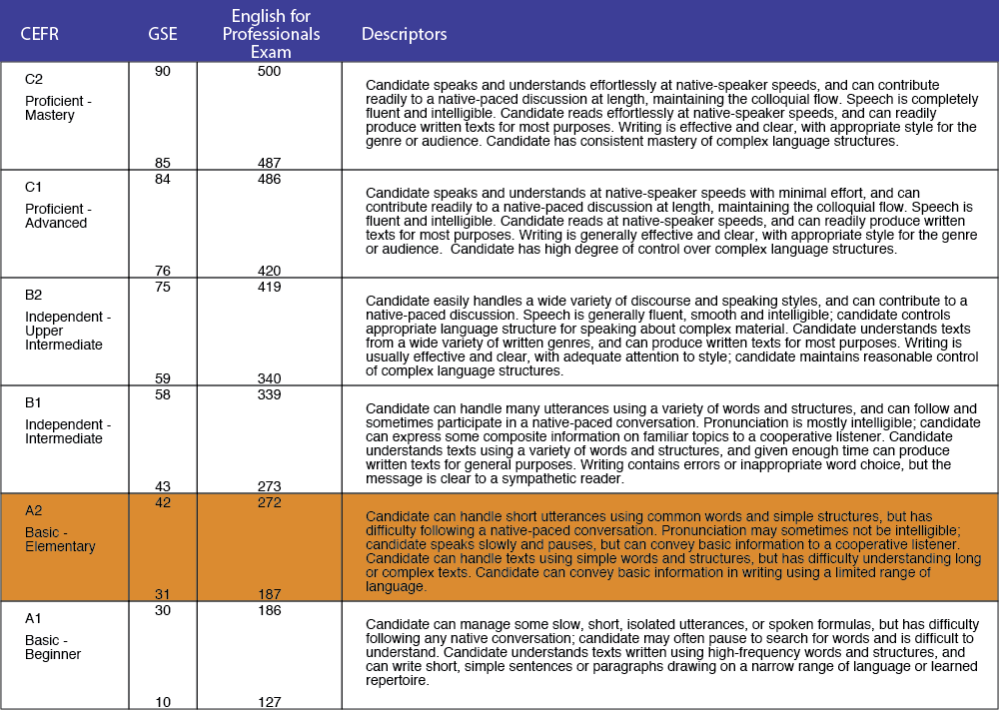 CEFR GSE English for Professionals Exam Descriptors
C2
Proficient -
Mastery
90
85
500
487
Candidate speaks and understands effortlessly at native-speaker speeds, and can contribute
readily to a native-paced discussion at length, maintaining the colloquial flow. Speech is completely
fluent and intelligible. Candidate reads effortlessly at native-speaker speeds, and can readily
produce written texts for most purposes. Writing is effective and clear, with appropriate style for the
genre or audience. Candidate has consistent mastery of complex language structures.
C1
Proficient -
Advanced
84
76
486
420
Candidate speaks and understands at native-speaker speeds with minimal effort, and can
contribute readily to a native-paced discussion at length, maintaining the colloquial flow. Speech is
fluent and intelligible. Candidate reads at native-speaker speeds, and can readily produce written
texts for most purposes. Writing is generally effective and clear, with appropriate style for the genre
or audience.  Candidate has high degree of control over complex language structures.
B2
Independent -
Upper
Intermediate
75
59
419
340
Candidate easily handles a wide variety of discourse and speaking styles, and can contribute to a
native-paced discussion. Speech is generally fluent, smooth and intelligible; candidate controls
appropriate language structure for speaking about complex material. Candidate understands texts
from a wide variety of written genres, and can produce written texts for most purposes. Writing is
usually effective and clear, with adequate attention to style; candidate maintains reasonable control
of complex language structures.
B1
Independent -
Intermediate
58
43
339
273
Candidate can handle many utterances using a variety of words and structures, and can follow and
sometimes participate in a native-paced conversation. Pronunciation is mostly intelligible; candidate
can express some composite information on familiar topics to a cooperative listener. Candidate
understands texts using a variety of words and structures, and given enough time can produce
written texts for general purposes. Writing contains errors or inappropriate word choice, but the
message is clear to a sympathetic reader.
A2
Basic -
Elementary
42
31
272
187
Candidate can handle short utterances using common words and simple structures, but has
difficulty following a native-paced conversation. Pronunciation may sometimes not be intelligible;
candidate speaks slowly and pauses, but can convey basic information to a cooperative listener.
Candidate can handle texts using simple words and structures, but has difficulty understanding long
or complex texts. Candidate can convey basic information in writing using a limited range of
language.
A1
Basic -
Beginner
30
10
186
127
Candidate can manage some slow, short, isolated utterances, or spoken formulas, but has difficulty
following any native conversation; candidate may often pause to search for words and is difficult to
understand. Candidate understands texts written using high-frequency words and structures, and
can write short, simple sentences or paragraphs drawing on a narrow range of language or learned
repertoire.